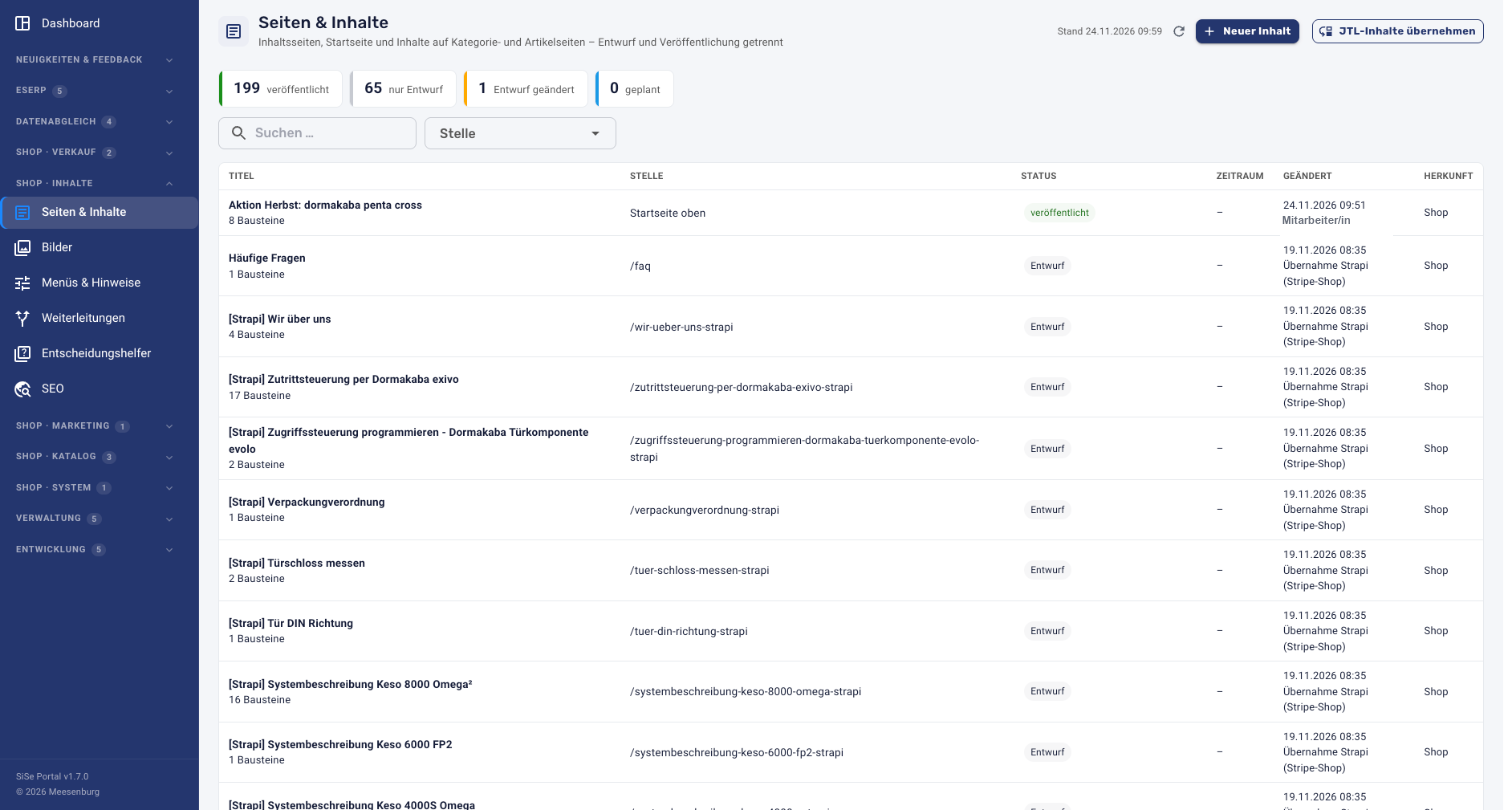 Dashboard
NEUIGKEITEN & FEEDBACK
ESERP 5
DATENABGLEICH 4
SHOP · VERKAUF 2
SHOP · INHALTE
Seiten & Inhalte
Bilder
Menüs & Hinweise
Weiterleitungen
Entscheidungshelfer
SEO
SHOP · MARKETING 1
SHOP · KATALOG 3
SHOP · SYSTEM 1
VERWALTUNG 5
ENTWICKLUNG 5
SiSe Portal v1.7.0
© 2026 Meesenburg
Seiten & Inhalte
Inhaltsseiten, Startseite und Inhalte auf Kategorie- und Artikelseiten – Entwurf und Veröffentlichung getrennt
Stand 24.11.2026 09:59
+ Neuer Inhalt
JTL-Inhalte übernehmen
199 veröffentlicht
65 nur Entwurf
1 Entwurf geändert
0 geplant
Suchen …
Stelle
TITEL STELLE STATUS ZEITRAUM GEÄNDERT HERKUNFT
Aktion Herbst: dormakaba penta cross
8 Bausteine
Startseite oben
veröffentlicht
–
24.11.2026 09:51
Mitarbeiter/in
Shop
Häufige Fragen
1 Bausteine
/faq
Entwurf
–
19.11.2026 08:35
Übernahme Strapi
(Stripe-Shop)
Shop
[Strapi] Wir über uns
4 Bausteine
/wir-ueber-uns-strapi
Entwurf
–
19.11.2026 08:35
Übernahme Strapi
(Stripe-Shop)
Shop
[Strapi] Zutrittsteuerung per Dormakaba exivo
17 Bausteine
/zutrittsteuerung-per-dormakaba-exivo-strapi
Entwurf
–
19.11.2026 08:35
Übernahme Strapi
(Stripe-Shop)
Shop
[Strapi] Zugriffssteuerung programmieren - Dormakaba Türkomponente
evolo
2 Bausteine
/zugriffssteuerung-programmieren-dormakaba-tuerkomponente-evolo-
strapi
Entwurf
–
19.11.2026 08:35
Übernahme Strapi
(Stripe-Shop)
Shop
[Strapi] Verpackungverordnung
1 Bausteine
/verpackungverordnung-strapi
Entwurf
–
19.11.2026 08:35
Übernahme Strapi
(Stripe-Shop)
Shop
[Strapi] Türschloss messen
2 Bausteine
/tuer-schloss-messen-strapi
Entwurf
–
19.11.2026 08:35
Übernahme Strapi
(Stripe-Shop)
Shop
[Strapi] Tür DIN Richtung
1 Bausteine
/tuer-din-richtung-strapi
Entwurf
–
19.11.2026 08:35
Übernahme Strapi
(Stripe-Shop)
Shop
[Strapi] Systembeschreibung Keso 8000 Omega²
16 Bausteine
/systembeschreibung-keso-8000-omega-strapi
Entwurf
–
19.11.2026 08:35
Übernahme Strapi
(Stripe-Shop)
Shop
[Strapi] Systembeschreibung Keso 6000 FP2
1 Bausteine
/systembeschreibung-keso-6000-fp2-strapi
Entwurf
–
19.11.2026 08:35
Übernahme Strapi
(Stripe-Shop)
Shop
[Strapi] Systembeschreibung Keso 4000S Omega
19.11.2026 08:35